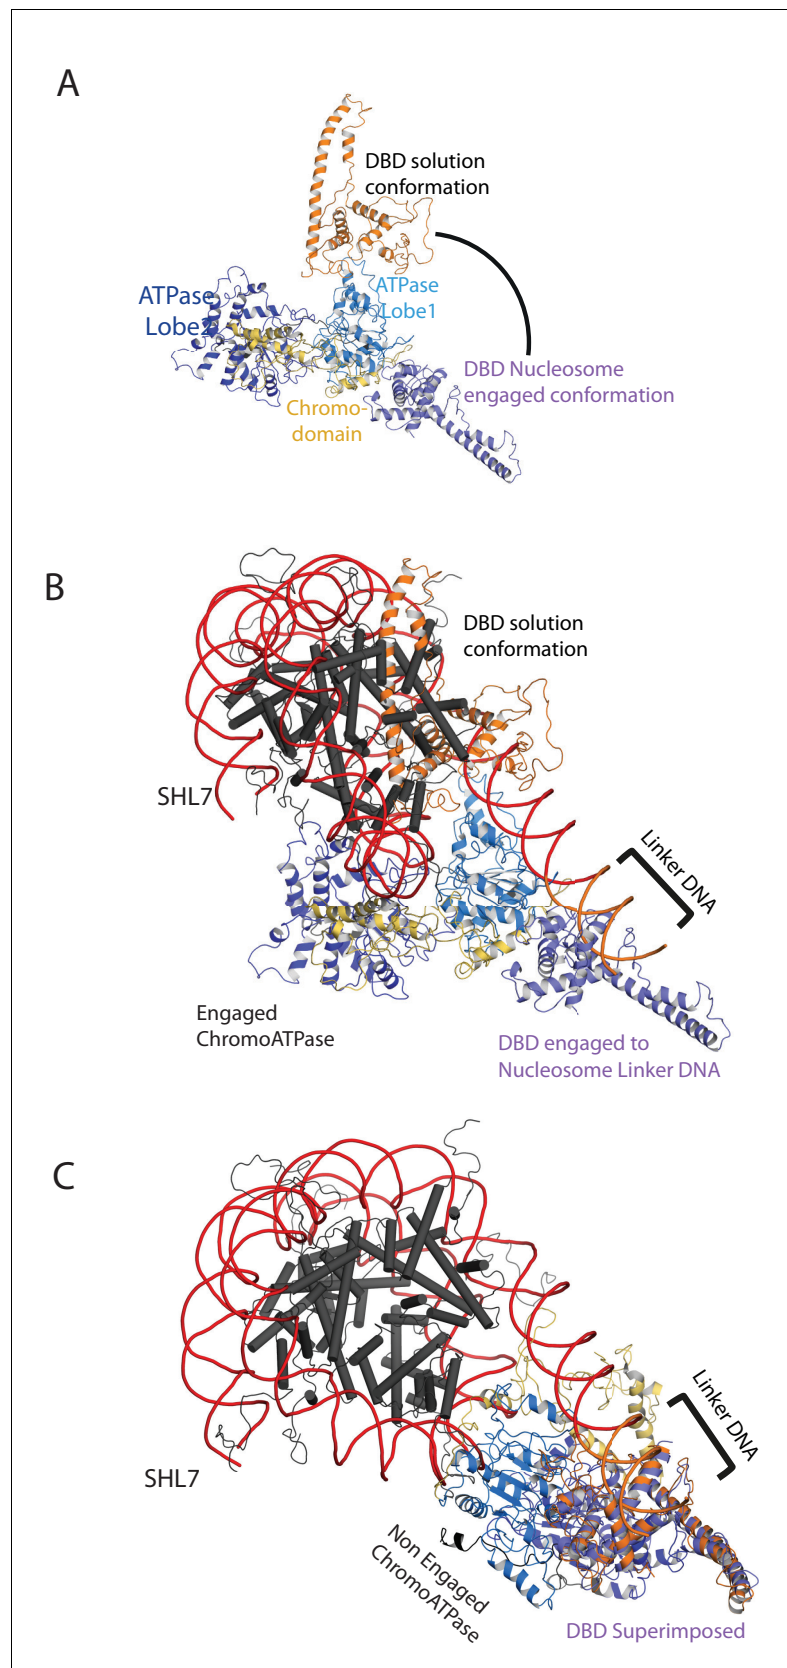 A
DBD solution
conformation
ATPase
Lobe1
ATPase
Lobe2
DBD Nucleosome
engaged conformation
Chromo-
domain
B
DBD solution
conformation
SHL7
Linker DNA
Engaged
ChromoATPase
DBD engaged to
Nucleosome Linker DNA
C
Linker DNA
SHL7
Non Engaged
ChromoATPase
DBD Superimposed